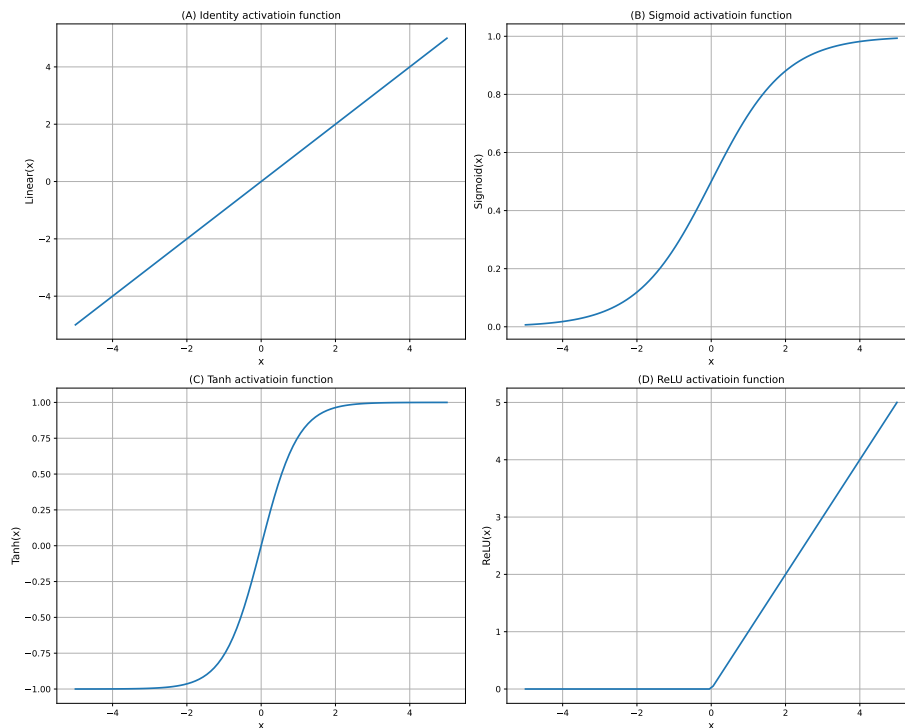 (A) Identity activatioin function
Linear(x)
4
2
0
−2
−4
−4 −2 0 2 4
x
(B) Sigmoid activatioin function
Sigmoid(x)
1.0
0.8
0.6
0.4
0.2
0.0
−4 −2 0 2 4
x
(C) Tanh activatioin function
Tanh(x)
1.00
0.75
0.50
0.25
0.00
−0.25
−0.50
−0.75
−1.00
−4 −2 0 2 4
x
(D) ReLU activatioin function
ReLU(x)
5
4
3
2
1
0
−4 −2 0 2 4
x